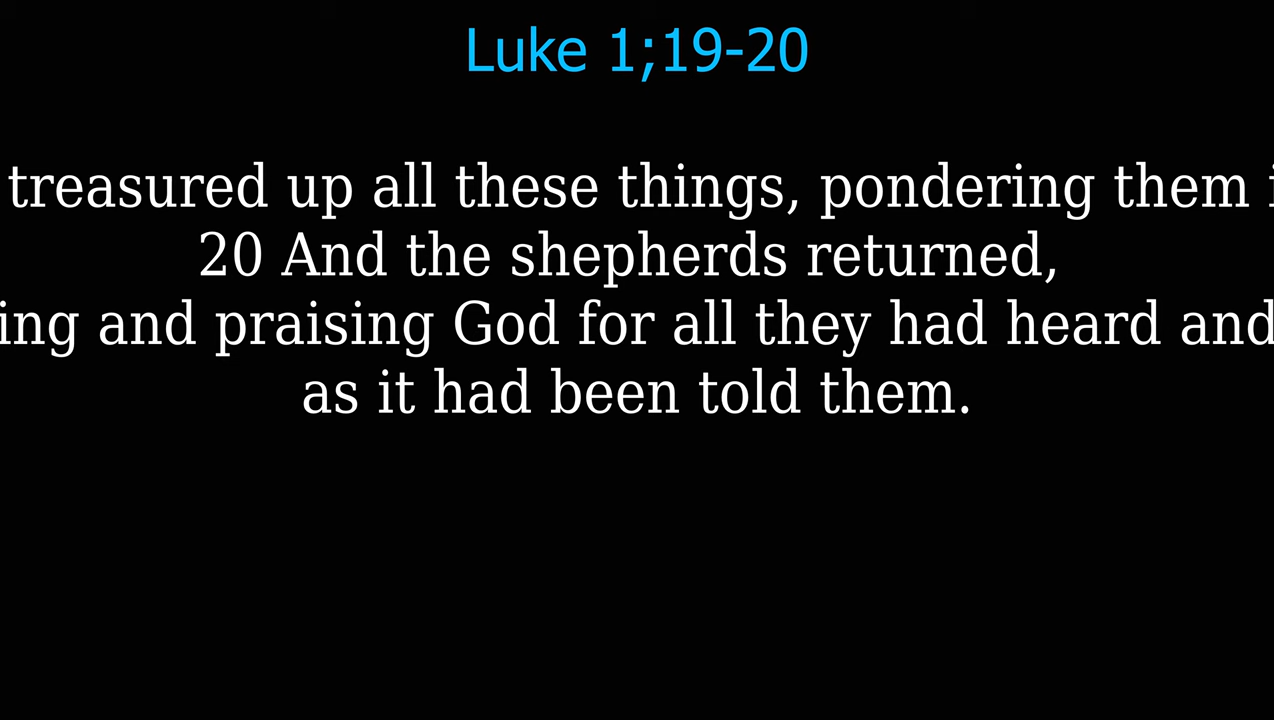 Luke 1;19-20
treasured up all these things, pondering them
20 And the shepherds returned,
ing and praising God for all they had heard and
as it had been told them.